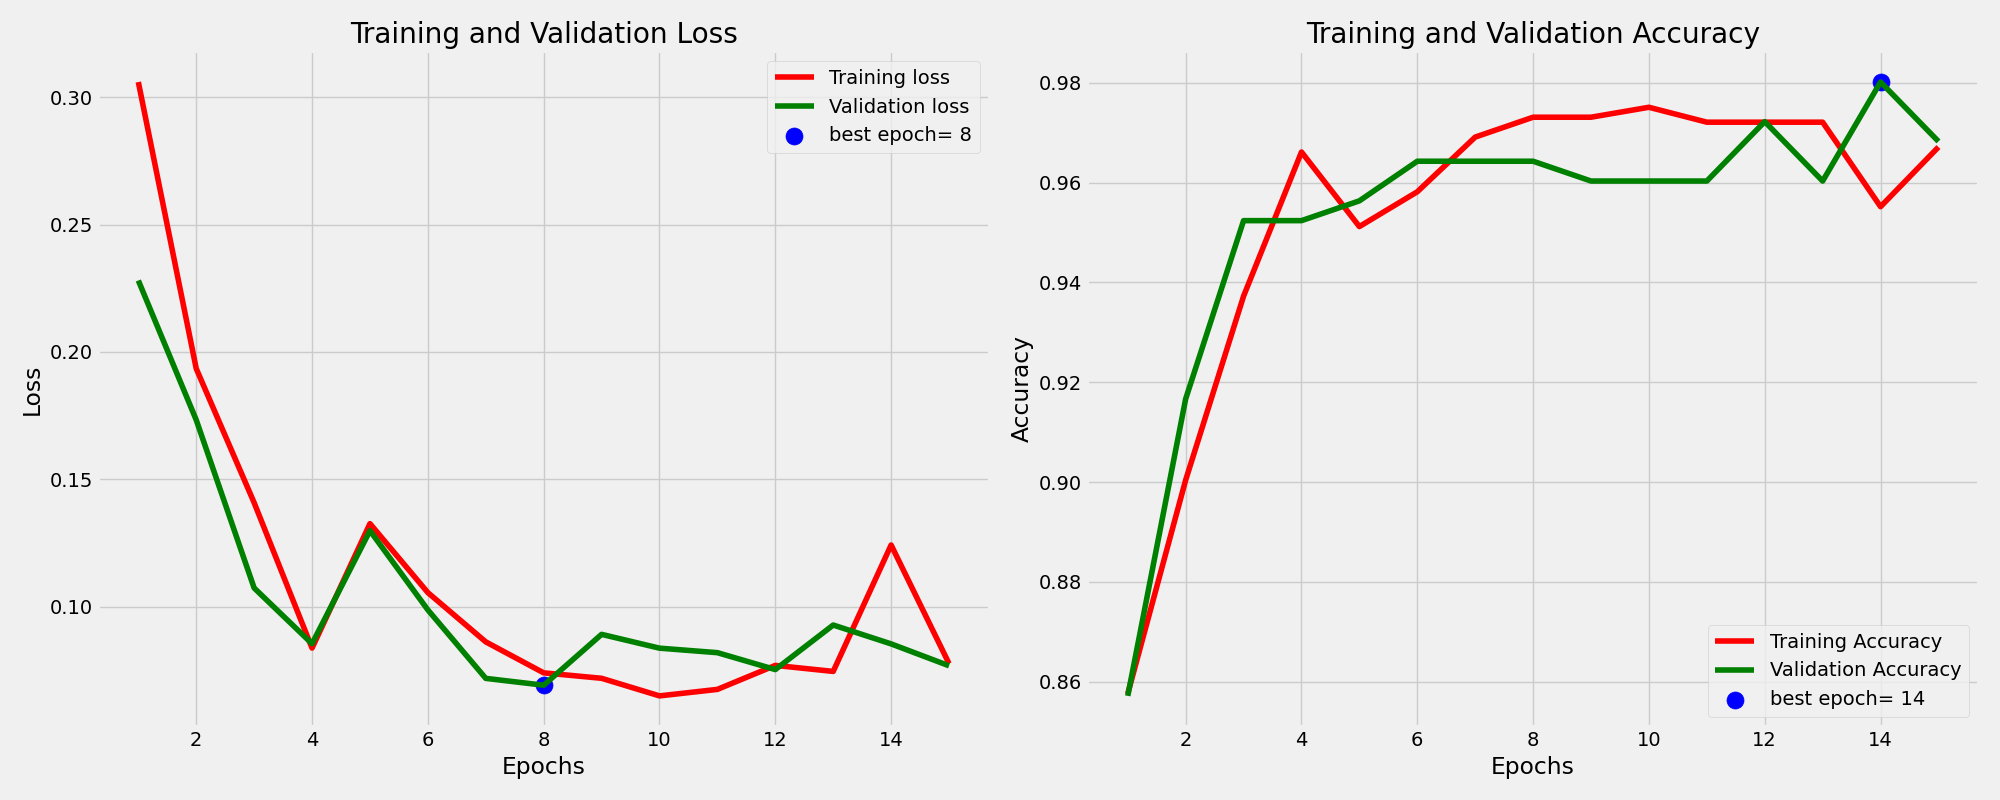 Training and Validation Loss
Training loss
Validation loss
best epoch= 8
0.30
0.25
0.20
0.15
0.10
Loss
2 4 6 8 10 12 14
Epochs
Training and Validation Accuracy
0.98
0.96
0.94
0.92
0.90
0.88
0.86
Accuracy
Training Accuracy
Validation Accuracy
best epoch= 14
2 4 6 8 10 12 14
Epochs